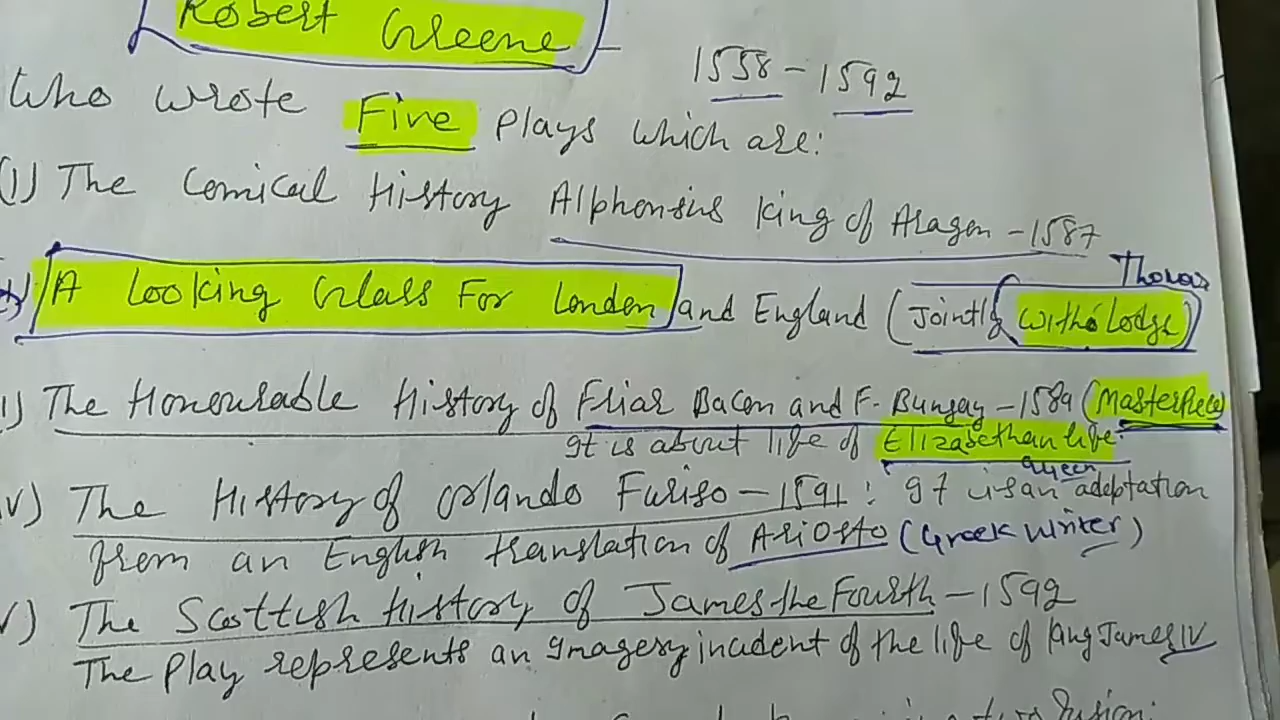 Robert Greene -
1558 - 1592
Who wrote Five Plays which are:
(I) The Comical History Alphonsus King of Aragon - 1587
A Looking Glass For London and England (Jointly with Lodge)
Thomas
The Honourable History of Friar Bacon and F. Bungay - 1589 (MasterPiece)
It is about life of Elizabethan life.
Queen
IV) The History of Orlando Furiso - 1591: It is an adeptation
from an English translation of Ariosto (Greek Writer)
V) The Scottish History of James the Fourth - 1592
The Play represents an Imagery incident of the life of King James IV